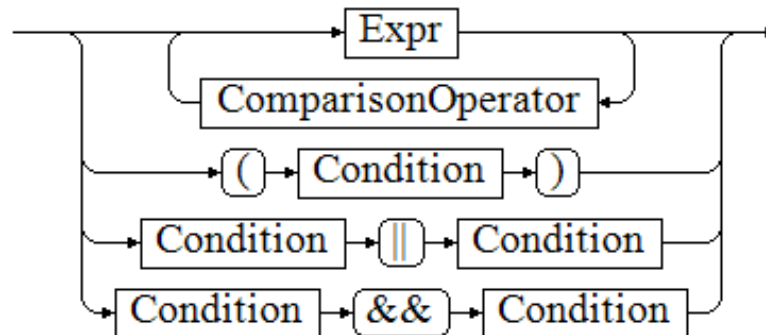 Expr
ComparisonOperator
( Condition )
Condition || Condition
Condition && Condition